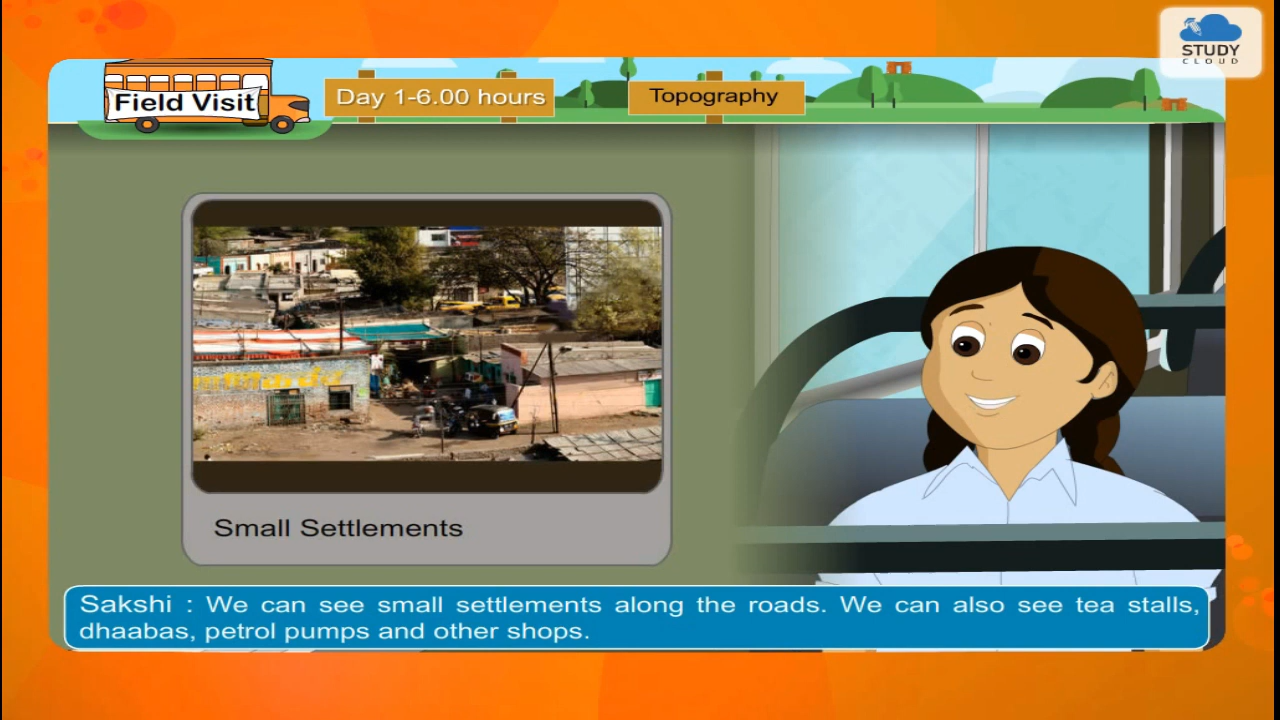 STUDY
CLOUD
Field Visit
Day 1-6.00 hours
Topography
Small Settlements
Sakshi : We can see small settlements along the roads. We can also see tea stalls,
dhaabas, petrol pumps and other shops.